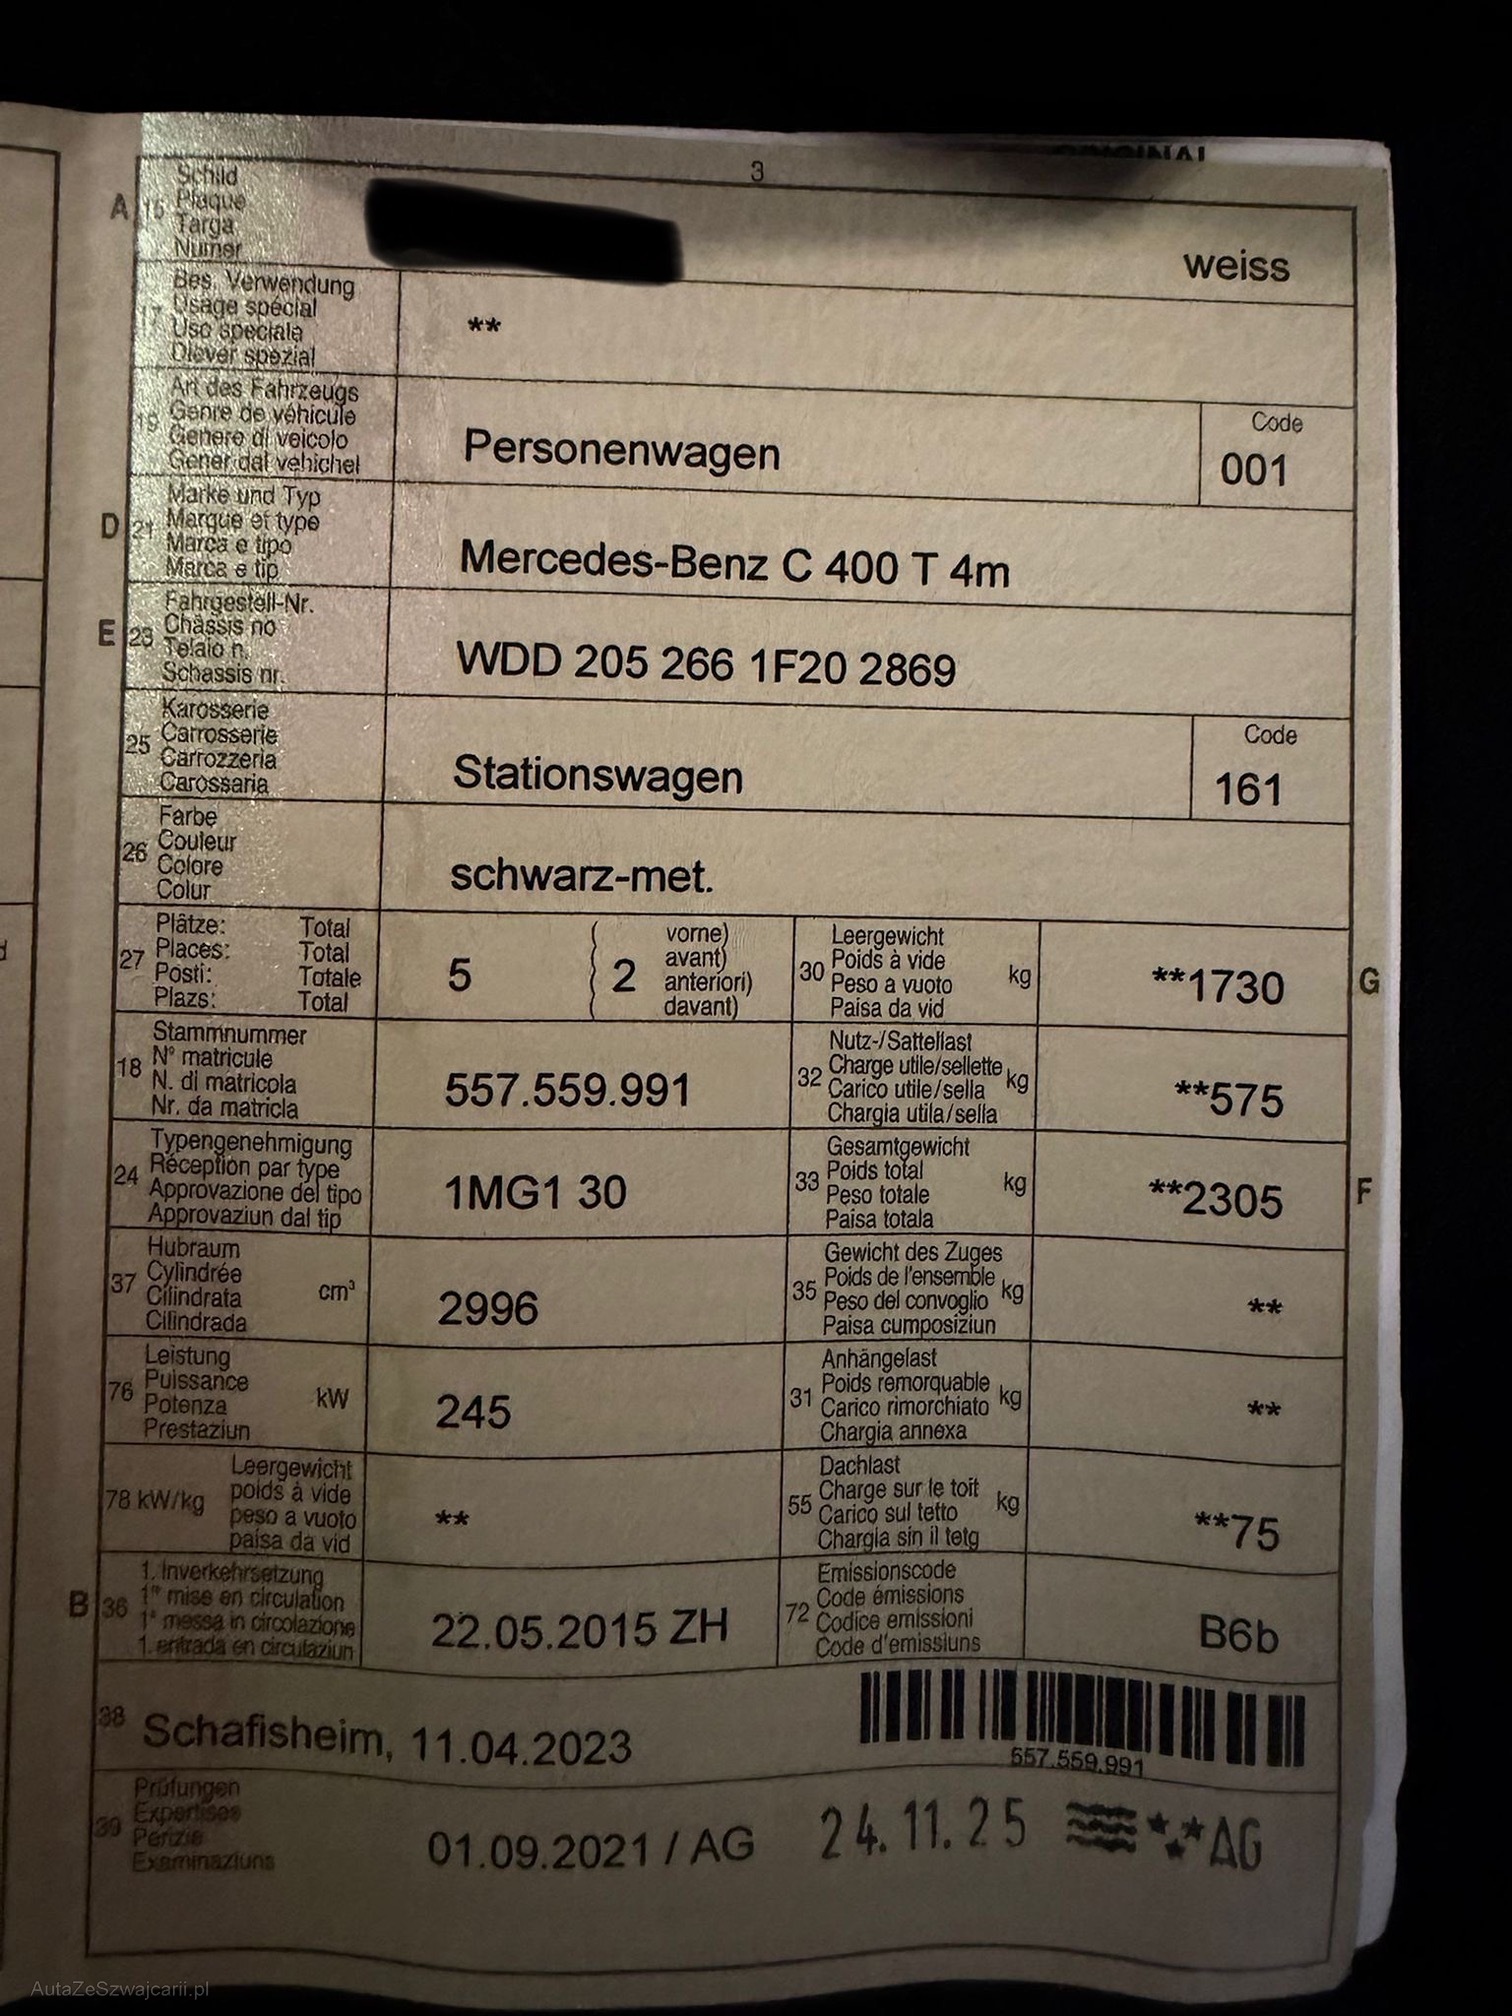 ORIGINAL
3
A 15 Schild
Plaque
Targa
Numer
weiss
17 Bes. Verwendung
Usage spécial
Uso speciale
Diever spezial
**
19 Art des Fahrzeugs
Genre de véhicule
Genere di veicolo
Gener dal vehichel
Personenwagen
Code
001
D 21 Marke und Typ
Marque et type
Marca e tipo
Marca e tip
Mercedes-Benz C 400 T 4m
E 23 Fahrgestell-Nr.
Châssis no
Telaio n.
Schassis nr.
WDD 205 266 1F20 2869
25 Karosserie
Carrosserie
Carrozzeria
Carossaria
Stationswagen
Code
161
26 Farbe
Couleur
Colore
Colur
schwarz-met.
27 Plätze: Total
Places: Total
Posti: Totale
Plazs: Total
5 ( 2 vorne)
avant)
anteriori)
davant)
30 Leergewicht
Poids à vide
Peso a vuoto
Paisa da vid
kg
**1730
G
18 Stammnummer
N° matricule
N. di matricola
Nr. da matricla
557.559.991
32 Nutz-/Sattellast
Charge utile/sellette
Carico utile/sella
Chargia utila/sella
kg
**575
24 Typengenehmigung
Réception par type
Approvazione del tipo
Approvaziun dal tip
1MG1 30
33 Gesamtgewicht
Poids total
Peso totale
Paisa totala
kg
**2305
F
37 Hubraum
Cylindrée
Cilindrata
Cilindrada
cm³
2996
35 Gewicht des Zuges
Poids de l'ensemble
Peso del convoglio
Paisa cumposiziun
kg
**
76 Leistung
Puissance
Potenza
Prestaziun
kW
245
31 Anhängelast
Poids remorquable
Carico rimorchiato
Chargia annexa
kg
**
78 kW/kg Leergewicht
poids à vide
peso a vuoto
paisa da vid
**
55 Dachlast
Charge sur le toit
Carico sul tetto
Chargia sin il tetg
kg
**75
B 36 1. Inverkehrsetzung
1re mise en circulation
1a messa in circolazione
1. entrada en circulaziun
22.05.2015 ZH
72 Emissionscode
Code émissions
Codice emissioni
Code d'emissiuns
B6b
38 Schafisheim, 11.04.2023
557.559.991
39 Prüfungen
Expertises
Perizie
Examinaziuns
01.09.2021 / AG
24.11.25 AG
AutaZeSzwajcarii.pl